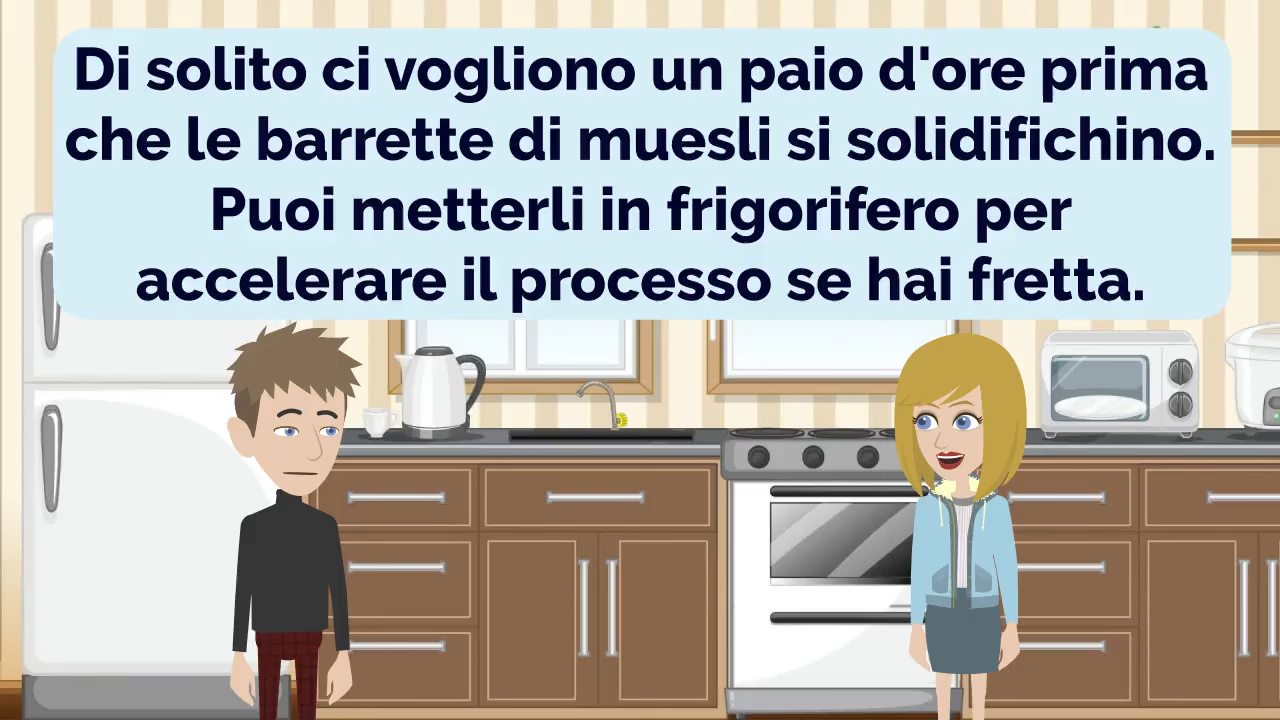 Di solito ci vogliono un paio d'ore prima
che le barrette di muesli si solidifichino.
Puoi metterli in frigorifero per
accelerare il processo se hai fretta.